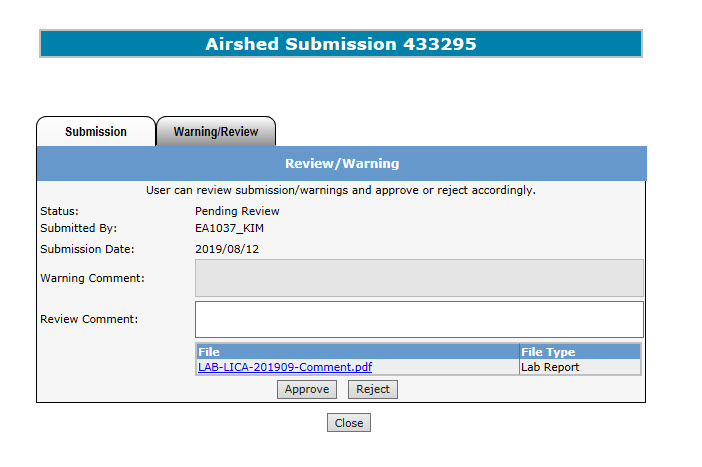 Airshed Submission 433295
Submission
Warning/Review
Review/Warning
User can review submission/warnings and approve or reject accordingly.
Status: Pending Review
Submitted By: EA1037_KIM
Submission Date: 2019/08/12
Warning Comment:
Review Comment:
File File Type
LAB-LICA-201909-Comment.pdf Lab Report
Approve Reject
Close